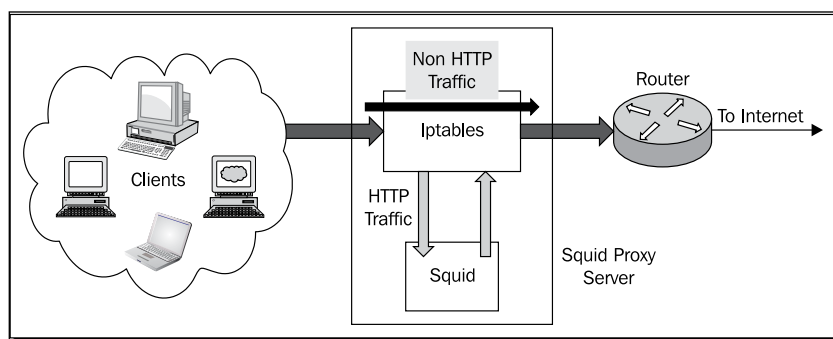 Clients
Non HTTP
Traffic
Iptables
HTTP
Traffic
Squid
Squid Proxy
Server
Router
To Internet